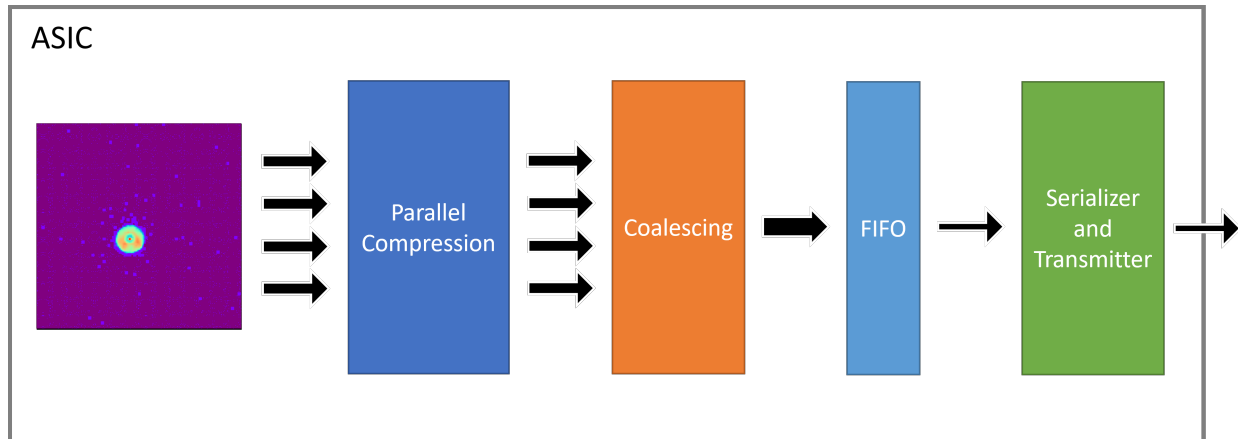 ASIC
Parallel
Compression
Coalescing
FIFO
Serializer
and
Transmitter